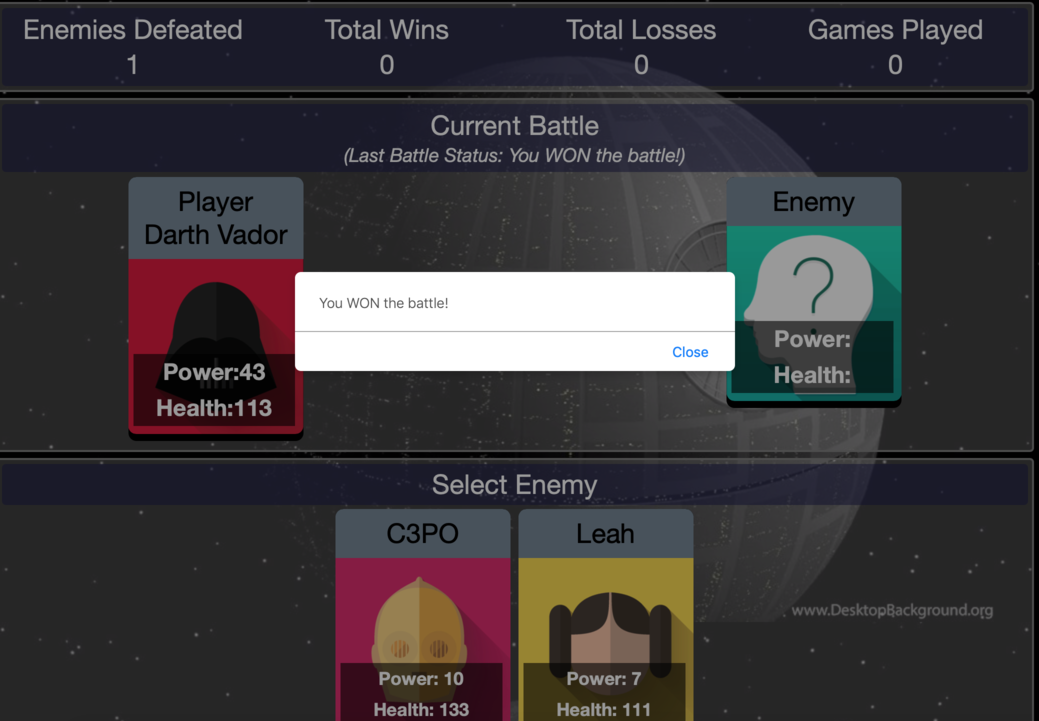 Enemies Defeated
Total Wins
Total Losses
Games Played
1
0
0
0
Current Battle
(Last Battle Status: You WON the battle!)
Player
Darth Vador
Enemy
?
You WON the battle!
Close
Power:43
Health:113
Power:
Health:
Select Enemy
C3PO
Leah
www.DesktopBackground.org
Power: 10
Health: 133
Power: 7
Health: 111